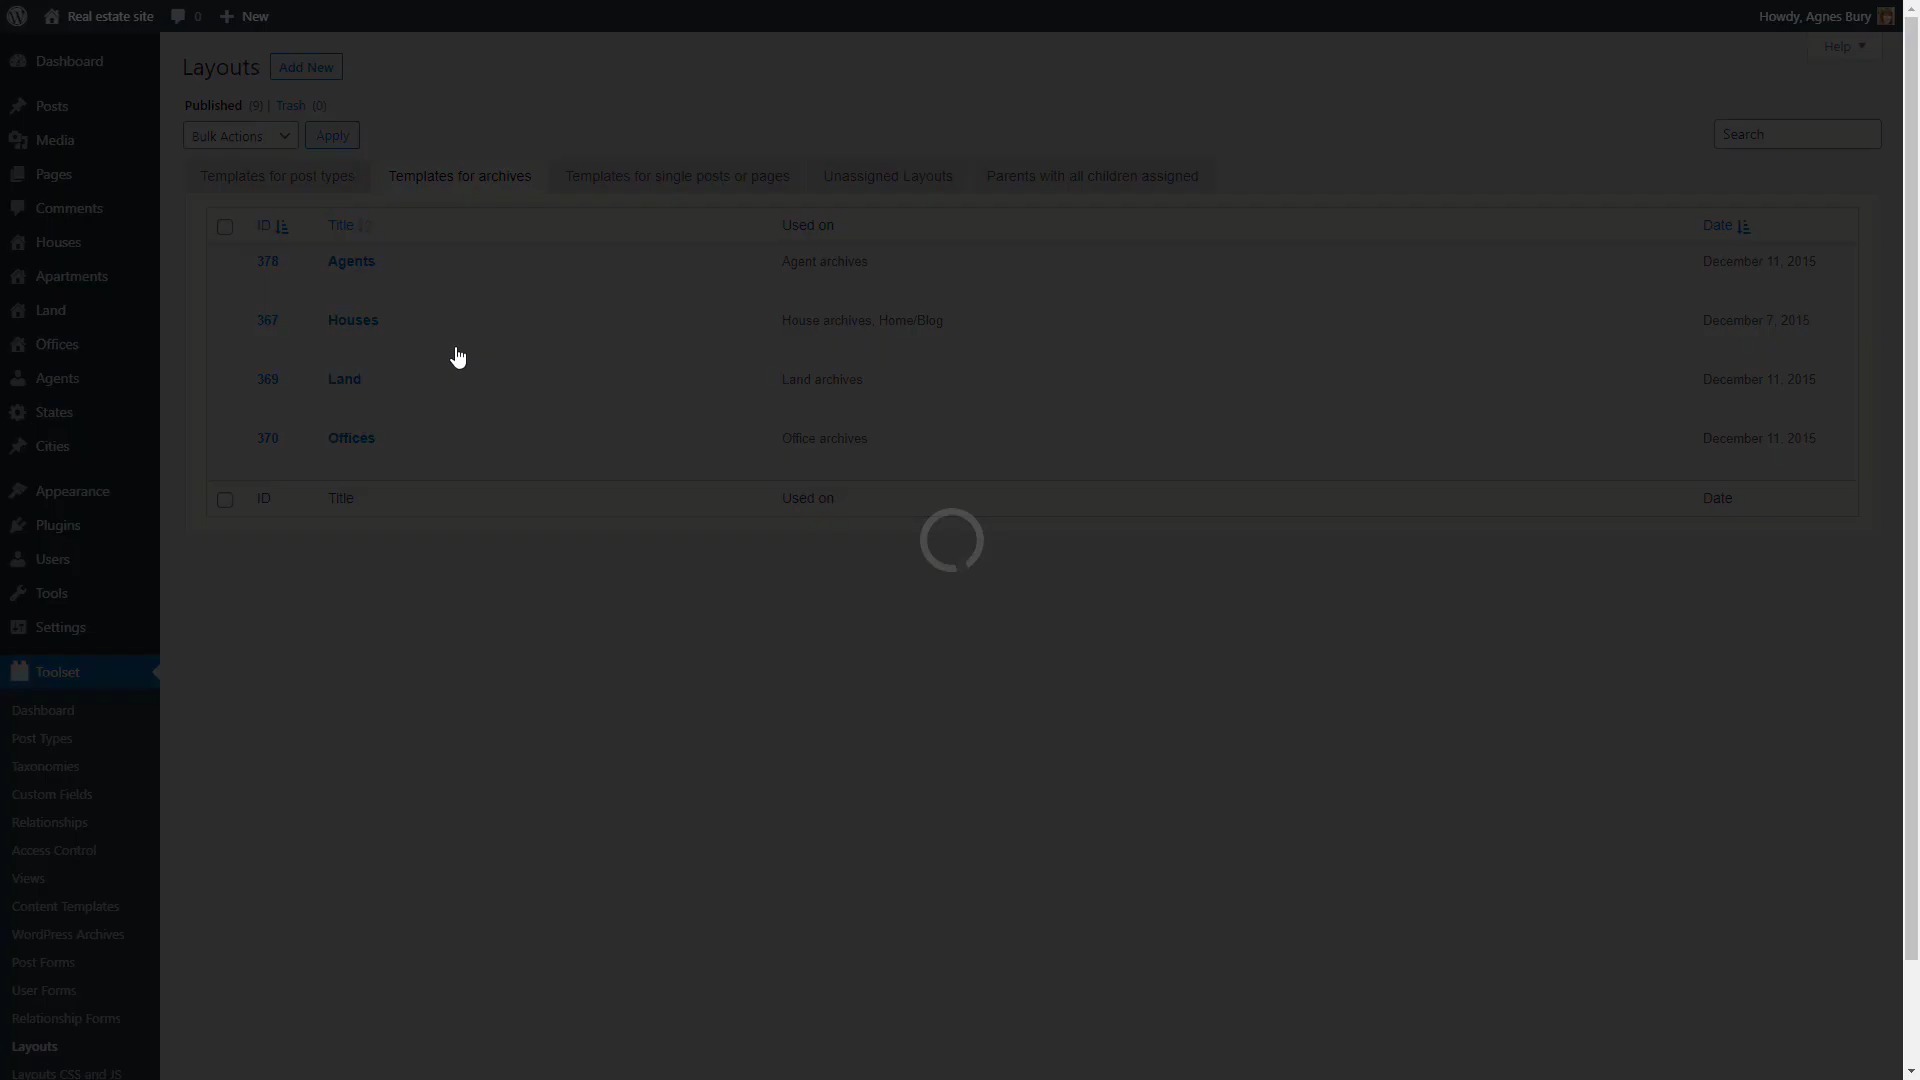 Real estate site 0 New Howdy, Agnes Bury
Help
Dashboard
Posts
Media
Pages
Comments
Houses
Apartments
Land
Offices
Agents
States
Cities
Appearance
Plugins
Users
Tools
Settings
Toolset
Dashboard
Post Types
Taxonomies
Custom Fields
Relationships
Access Control
Views
Content Templates
WordPress Archives
Post Forms
User Forms
Relationship Forms
Layouts
Layouts CSS and JS
Layouts Add New
Published (9) | Trash (0)
Bulk Actions Apply Search
Templates for post types Templates for archives Templates for single posts or pages Unassigned Layouts Parents with all children assigned
ID Title Used on Date
378 Agents Agent archives December 11, 2015
367 Houses House archives, Home/Blog December 7, 2015
369 Land Land archives December 11, 2015
370 Offices Office archives December 11, 2015
ID Title Used on Date